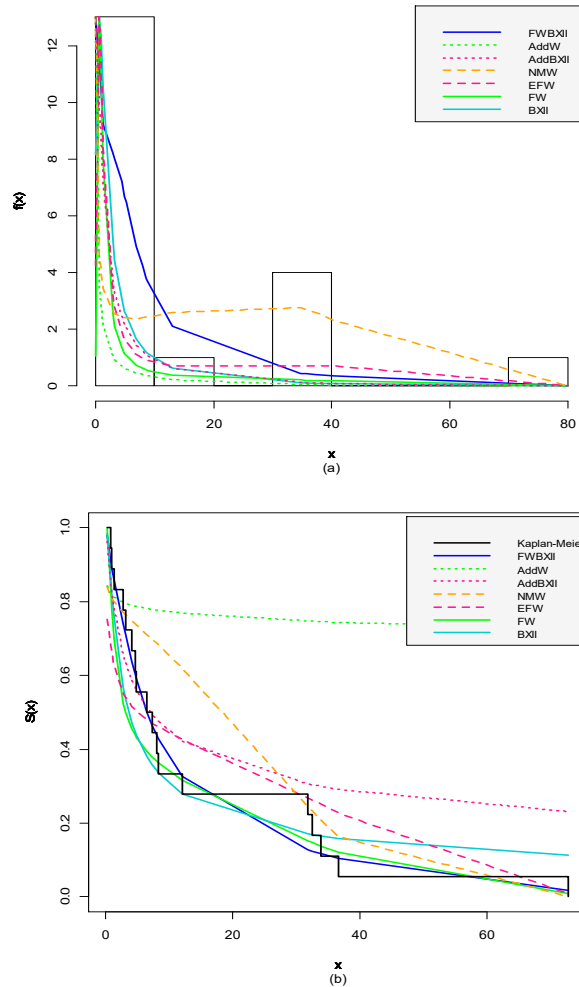 FWBXII
AddW
AddBXII
NMW
EFW
FW
BXII
f(x)
12
10
8
6
4
2
0
0 20 40 60 80
x
(a)
Kaplan-Meie
FWBXII
AddW
AddBXII
NMW
EFW
FW
BXII
S(x)
1.0
0.8
0.6
0.4
0.2
0.0
0 20 40 60
x
(b)